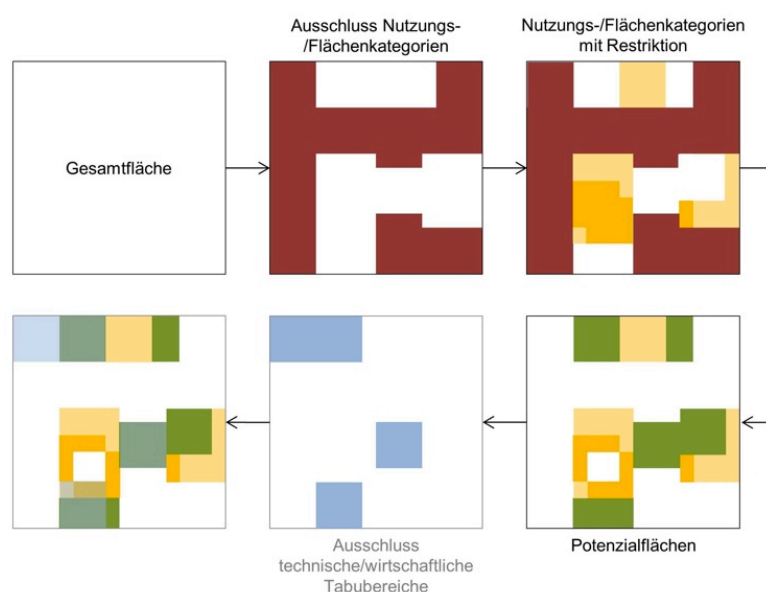 Ausschluss Nutzungs-
/Flächenkategorien
Nutzungs-/Flächenkategorien
mit Restriktion
Gesamtfläche
Ausschluss
technische/wirtschaftliche
Tabubereiche
Potenzialflächen